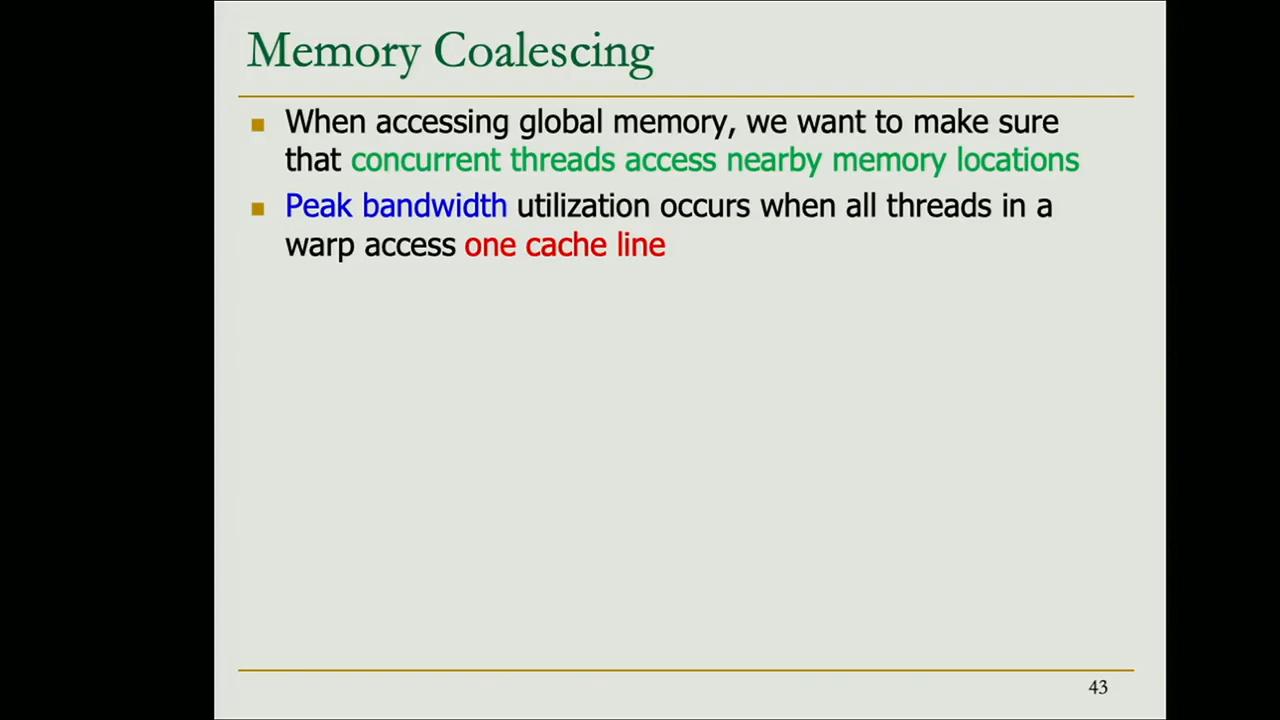 Memory Coalescing
When accessing global memory, we want to make sure
that concurrent threads access nearby memory locations
Peak bandwidth utilization occurs when all threads in a
warp access one cache line
43